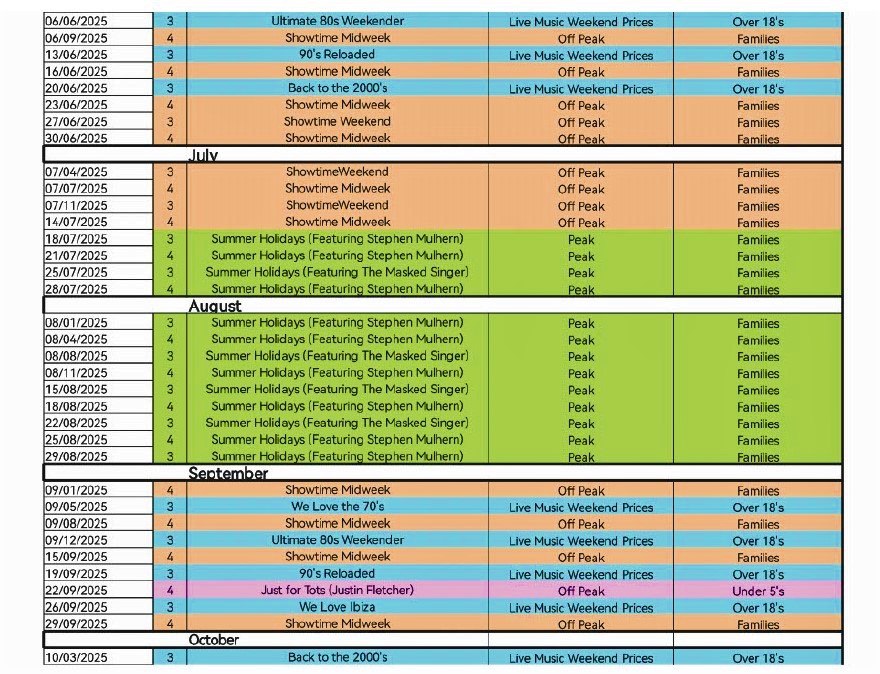 06/06/2025 3 Ultimate 80s Weekender Live Music Weekend Prices Over 18's
06/09/2025 4 Showtime Midweek Off Peak Families
13/06/2025 3 90's Reloaded Live Music Weekend Prices Over 18's
16/06/2025 4 Showtime Midweek Off Peak Families
20/06/2025 3 Back to the 2000's Live Music Weekend Prices Over 18's
23/06/2025 4 Showtime Midweek Off Peak Families
27/06/2025 3 Showtime Weekend Off Peak Families
30/06/2025 4 Showtime Midweek Off Peak Families
July
07/04/2025 3 ShowtimeWeekend Off Peak Families
07/07/2025 4 Showtime Midweek Off Peak Families
07/11/2025 3 ShowtimeWeekend Off Peak Families
14/07/2025 4 Showtime Midweek Off Peak Families
18/07/2025 3 Summer Holidays (Featuring Stephen Mulhern) Peak Families
21/07/2025 4 Summer Holidays (Featuring Stephen Mulhern) Peak Families
25/07/2025 3 Summer Holidays (Featuring The Masked Singer) Peak Families
28/07/2025 4 Summer Holidays (Featuring Stephen Mulhern) Peak Families
August
08/01/2025 3 Summer Holidays (Featuring Stephen Mulhern) Peak Families
08/04/2025 4 Summer Holidays (Featuring Stephen Mulhern) Peak Families
08/08/2025 3 Summer Holidays (Featuring The Masked Singer) Peak Families
08/11/2025 4 Summer Holidays (Featuring Stephen Mulhern) Peak Families
15/08/2025 3 Summer Holidays (Featuring The Masked Singer) Peak Families
18/08/2025 4 Summer Holidays (Featuring Stephen Mulhern) Peak Families
22/08/2025 3 Summer Holidays (Featuring The Masked Singer) Peak Families
25/08/2025 4 Summer Holidays (Featuring Stephen Mulhern) Peak Families
29/08/2025 3 Summer Holidays (Featuring Stephen Mulhern) Peak Families
September
09/01/2025 4 Showtime Midweek Off Peak Families
09/05/2025 3 We Love the 70's Live Music Weekend Prices Over 18's
09/08/2025 4 Showtime Midweek Off Peak Families
09/12/2025 3 Ultimate 80s Weekender Live Music Weekend Prices Over 18's
15/09/2025 4 Showtime Midweek Off Peak Families
19/09/2025 3 90's Reloaded Live Music Weekend Prices Over 18's
22/09/2025 4 Just for Tots (Justin Fletcher) Off Peak Under 5's
26/09/2025 3 We Love Ibiza Live Music Weekend Prices Over 18's
29/09/2025 4 Showtime Midweek Off Peak Families
October
10/03/2025 3 Back to the 2000's Live Music Weekend Prices Over 18's